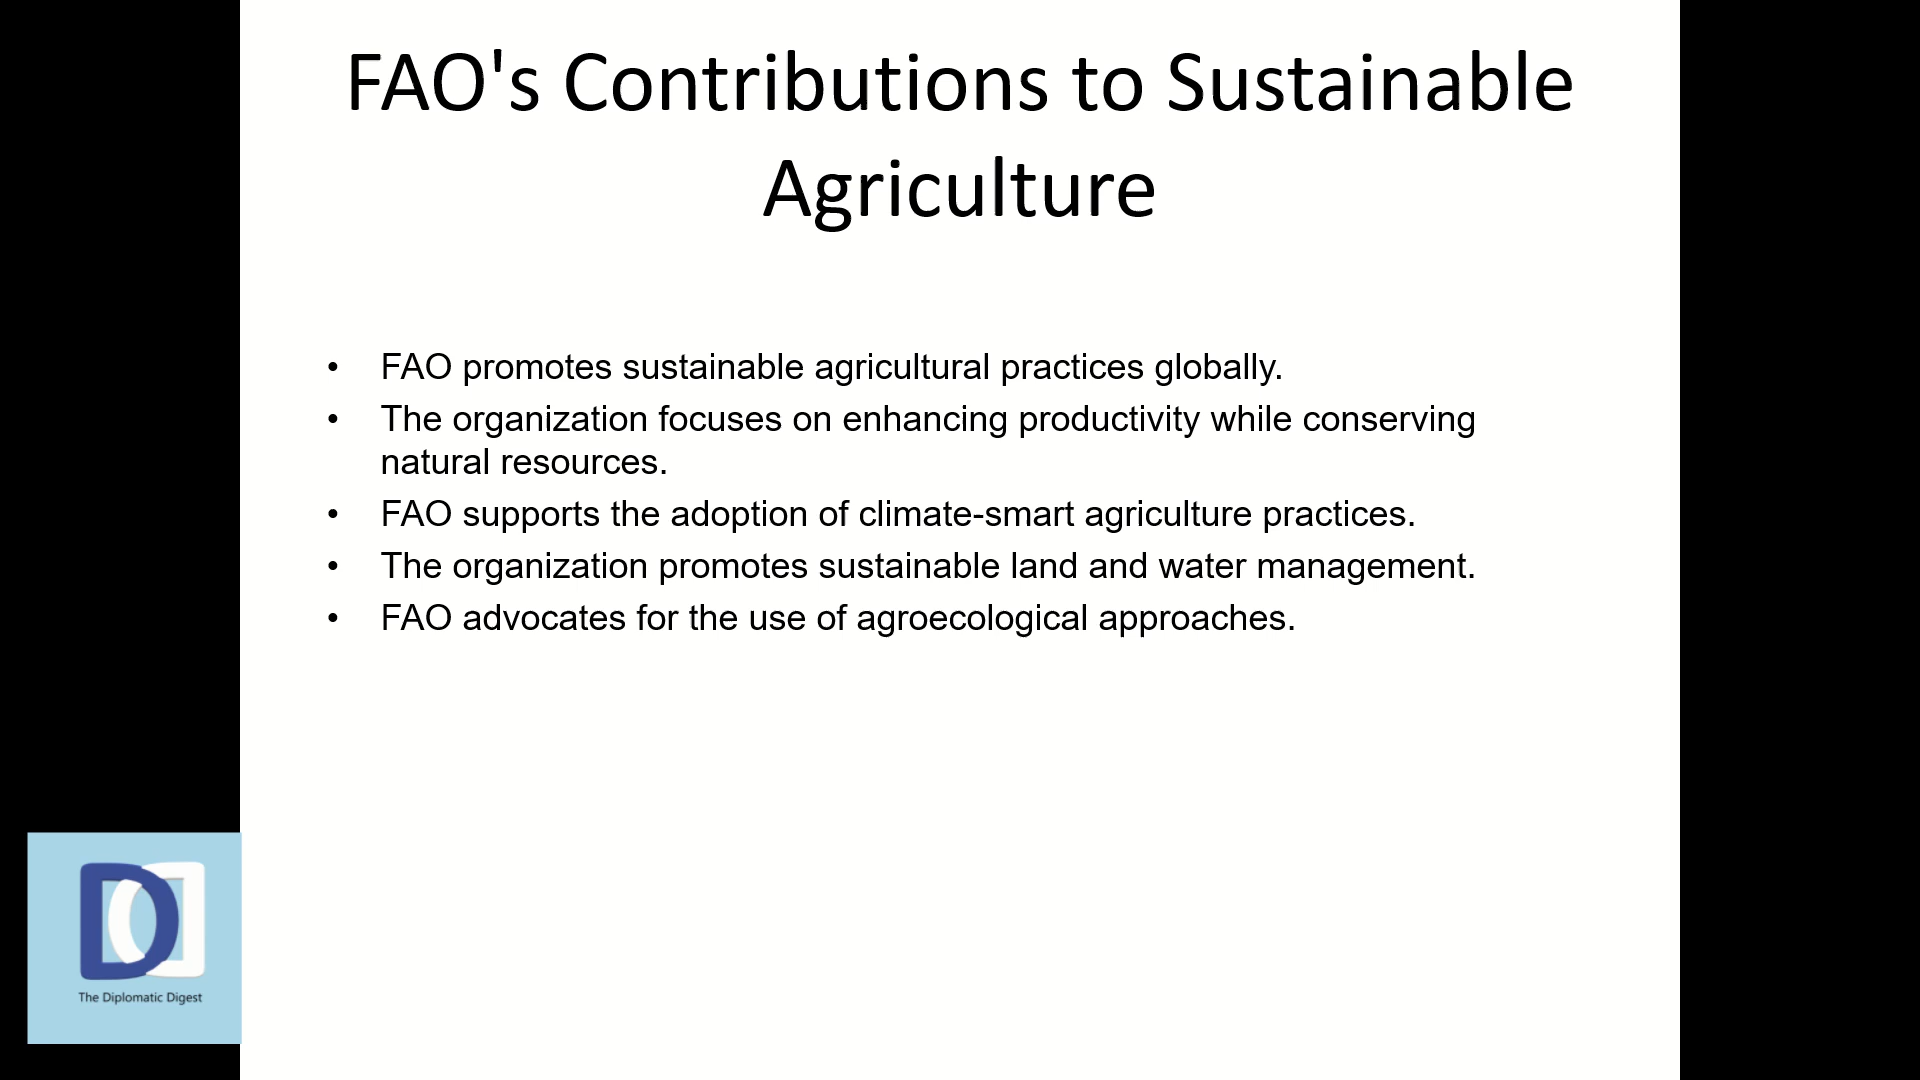 FAO's Contributions to Sustainable
Agriculture
• FAO promotes sustainable agricultural practices globally.
• The organization focuses on enhancing productivity while conserving
natural resources.
• FAO supports the adoption of climate-smart agriculture practices.
• The organization promotes sustainable land and water management.
• FAO advocates for the use of agroecological approaches.
The Diplomatic Digest